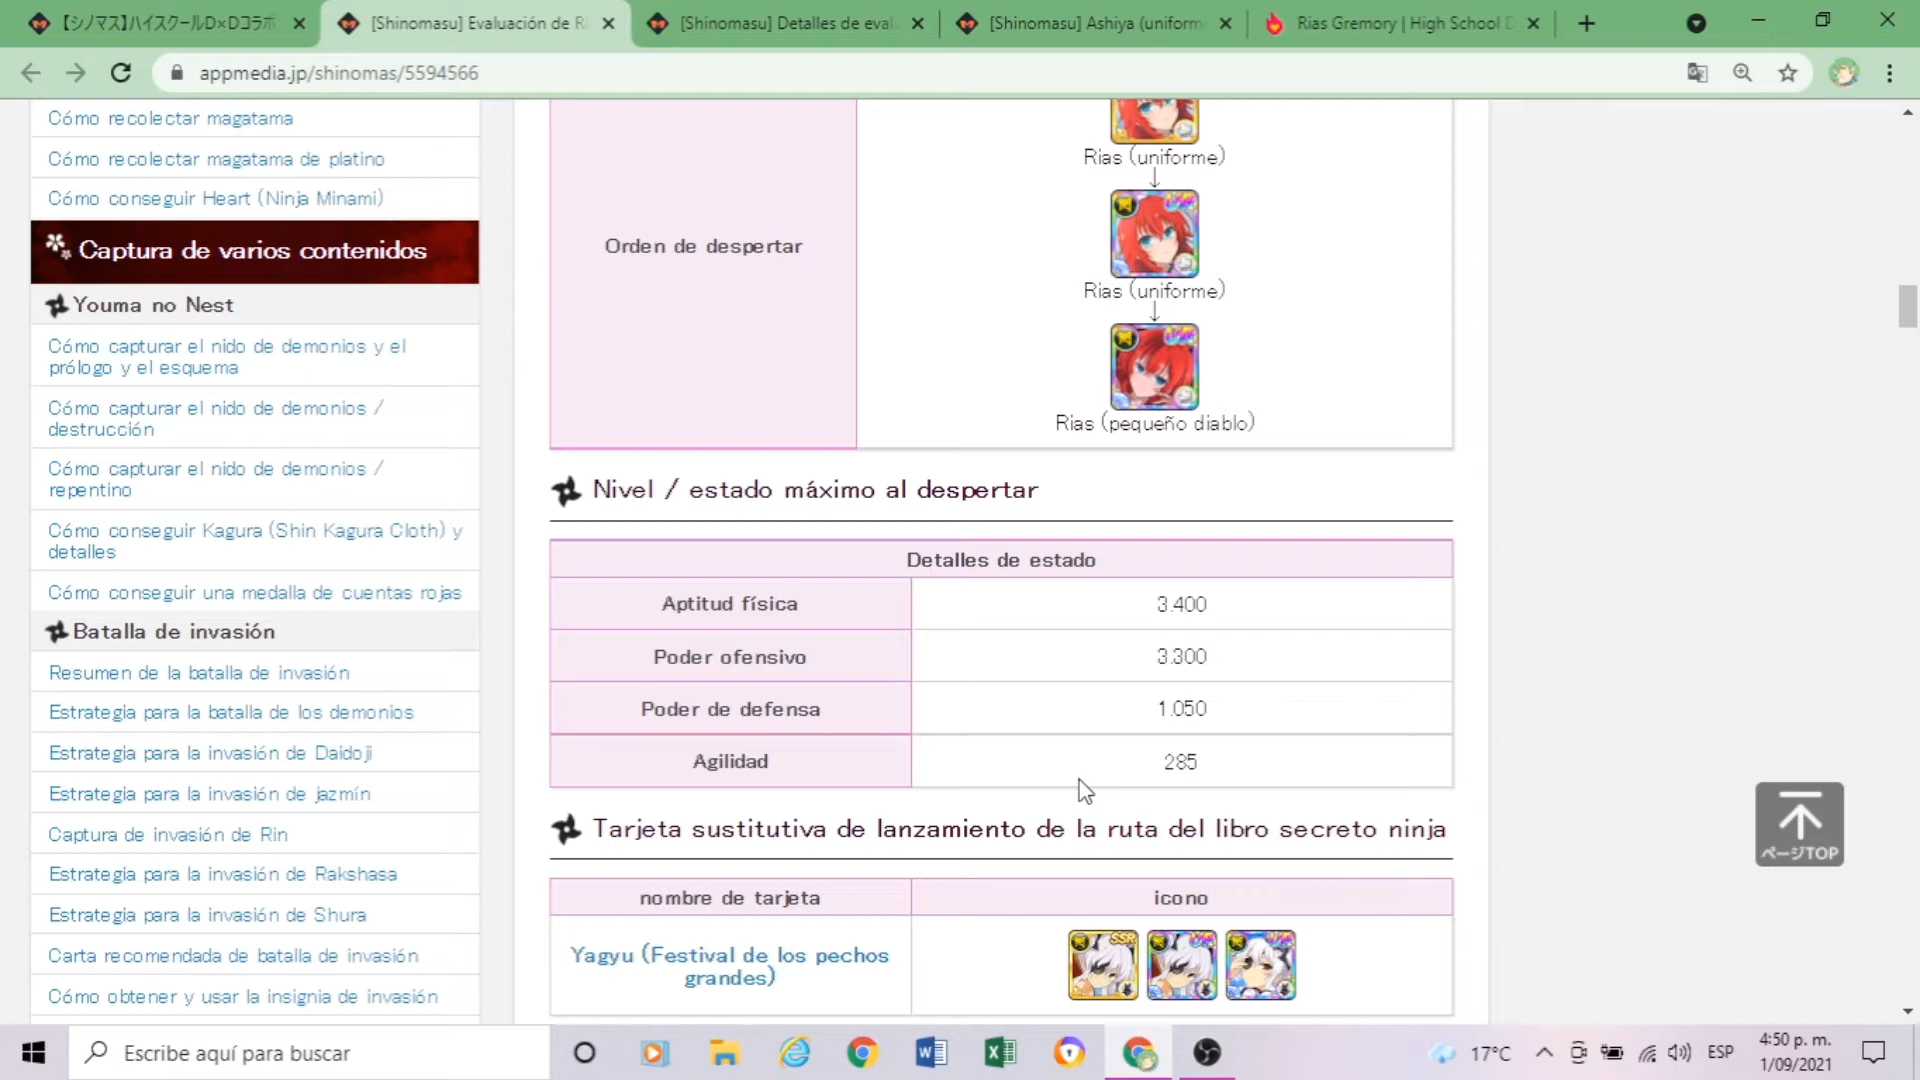 【シノマス】ハイスクールD×Dコラボ
[Shinomasu] Evaluación de Ri
[Shinomasu] Detalles de eval
[Shinomasu] Ashiya (uniform
Rias Gremory | High School D
appmedia.jp/shinomas/5594566
Cómo recolectar magatama
Cómo recolectar magatama de platino
Cómo conseguir Heart (Ninja Minami)
Captura de varios contenidos
Youma no Nest
Cómo capturar el nido de demonios y el
prólogo y el esquema
Cómo capturar el nido de demonios /
destrucción
Cómo capturar el nido de demonios /
repentino
Cómo conseguir Kagura (Shin Kagura Cloth) y
detalles
Cómo conseguir una medalla de cuentas rojas
Batalla de invasión
Resumen de la batalla de invasión
Estrategia para la batalla de los demonios
Estrategia para la invasión de Daidoji
Estrategia para la invasión de jazmín
Captura de invasión de Rin
Estrategia para la invasión de Rakshasa
Estrategia para la invasión de Shura
Carta recomendada de batalla de invasión
Cómo obtener y usar la insignia de invasión
Orden de despertar
Rias (uniforme)
↓
Rias (uniforme)
↓
Rias (pequeño diablo)
Nivel / estado máximo al despertar
Detalles de estado
Aptitud física 3.400
Poder ofensivo 3.300
Poder de defensa 1.050
Agilidad 285
Tarjeta sustitutiva de lanzamiento de la ruta del libro secreto ninja
nombre de tarjeta icono
Yagyu (Festival de los pechos
grandes)
SSR
ページTOP
Escribe aquí para buscar
17°C
ESP
4:50 p. m.
1/09/2021